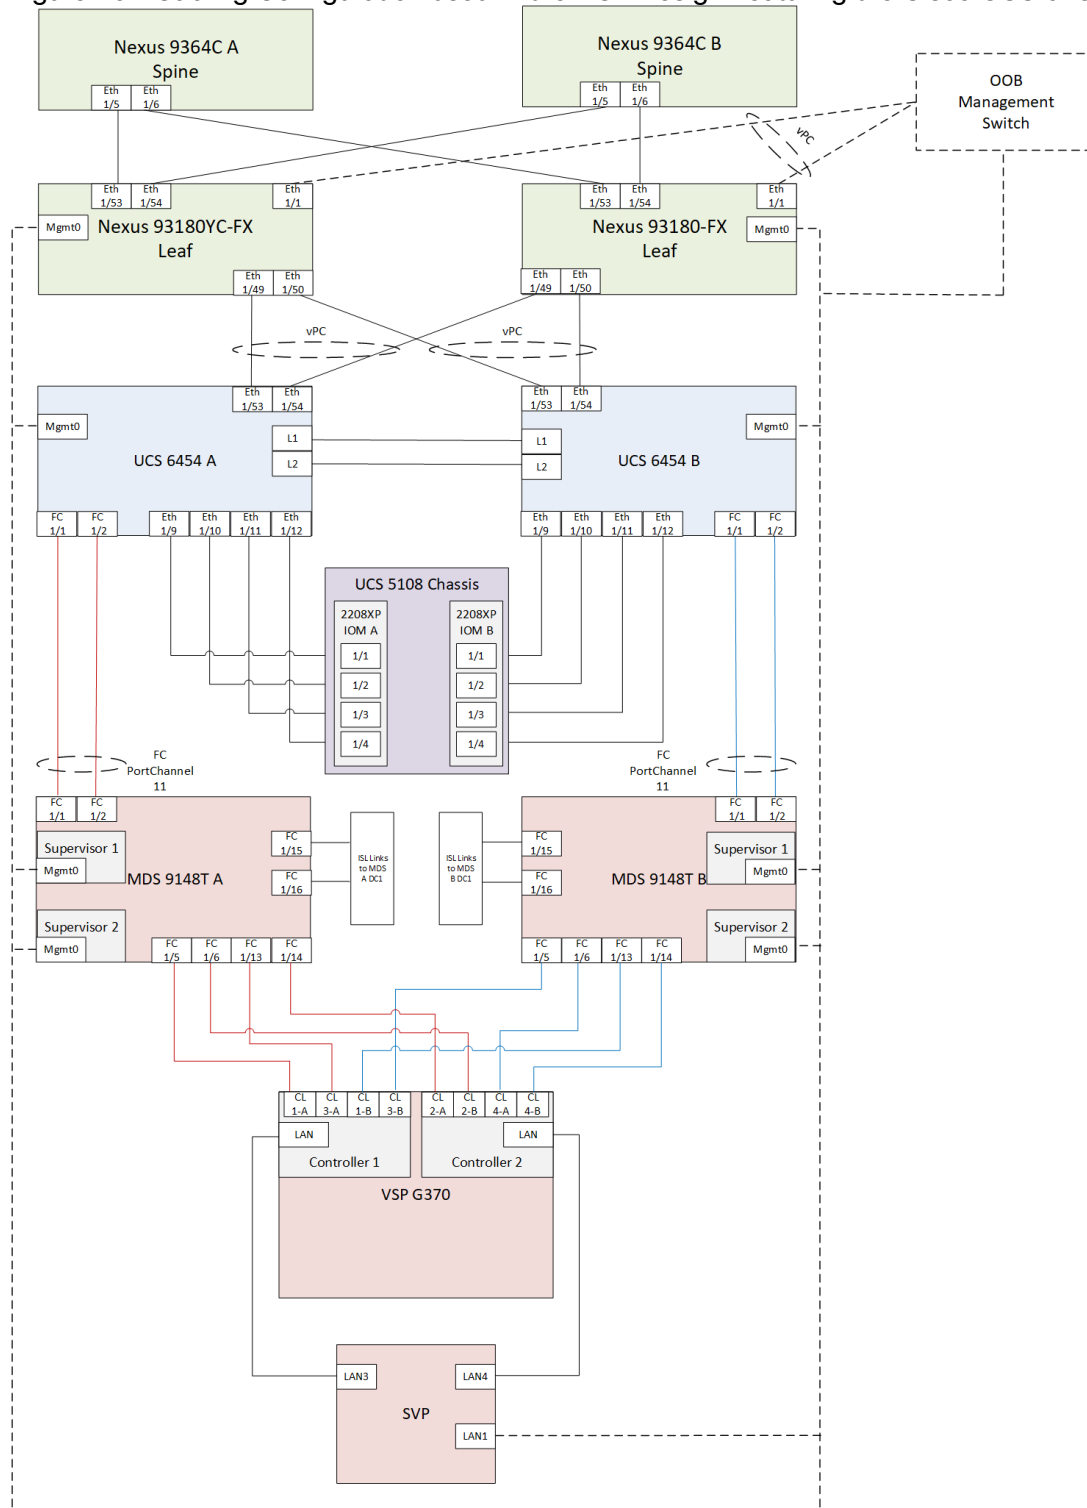 Nexus 9364C A
Spine
Eth
1/5
Eth
1/6
Nexus 9364C B
Spine
Eth
1/5
Eth
1/6
OOB
Management
Switch
vPC
Eth
1/53
Eth
1/54
Eth
1/1
Mgmt0
Nexus 93180YC-FX
Leaf
Eth
1/49
Eth
1/50
Eth
1/53
Eth
1/54
Eth
1/1
Nexus 93180-FX
Leaf
Mgmt0
Eth
1/49
Eth
1/50
vPC
vPC
Eth
1/53
Eth
1/54
Mgmt0
L1
L2
UCS 6454 A
FC
1/1
FC
1/2
Eth
1/9
Eth
1/10
Eth
1/11
Eth
1/12
Eth
1/53
Eth
1/54
Mgmt0
L1
L2
UCS 6454 B
Eth
1/9
Eth
1/10
Eth
1/11
Eth
1/12
FC
1/1
FC
1/2
UCS 5108 Chassis
2208XP
IOM A
1/1
1/2
1/3
1/4
2208XP
IOM B
1/1
1/2
1/3
1/4
FC
PortChannel
11
FC
PortChannel
11
FC
1/1
FC
1/2
Supervisor 1
Mgmt0
MDS 9148T A
Supervisor 2
Mgmt0
FC
1/15
FC
1/16
FC
1/5
FC
1/6
FC
1/13
FC
1/14
ISL Links
to MDS
A DC1
ISL Links
to MDS
B DC1
FC
1/15
FC
1/16
FC
1/1
FC
1/2
Supervisor 1
Mgmt0
MDS 9148T B
Supervisor 2
Mgmt0
FC
1/5
FC
1/6
FC
1/13
FC
1/14
CL
1-A
CL
3-A
CL
1-B
CL
3-B
CL
2-A
CL
2-B
CL
4-A
CL
4-B
LAN
Controller 1
LAN
Controller 2
VSP G370
LAN3
LAN4
SVP
LAN1